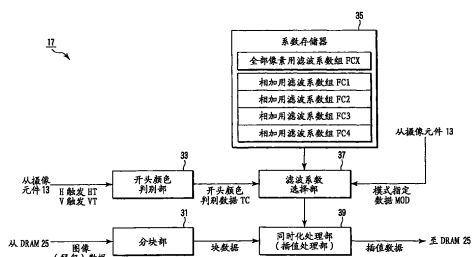 17
35
系数存储器
全部像素用滤波系数组 FCX
相加用滤波系数组 FC1
相加用滤波系数组 FC2
相加用滤波系数组 FC3
相加用滤波系数组 FC4
从摄像元件 13
从摄像
元件 13
H 触发 HT
V 触发 VT
33
开头颜色
判别部
开头颜色
判别数据 TC
37
滤波系数
选择部
模式指定
数据 MOD
从 DRAM 25
图像
数据
31
分块部
块数据
39
同时化处理部
(插值处理部)
插值数据
至 DRAM 25